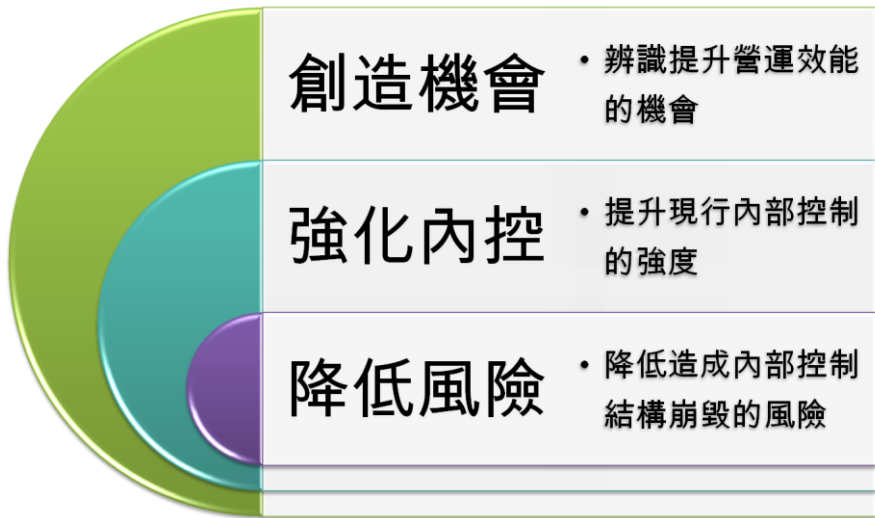 創造機會
• 辨識提升營運效能
的機會
強化內控
• 提升現行內部控制
的強度
降低風險
• 降低造成內部控制
結構崩毀的風險